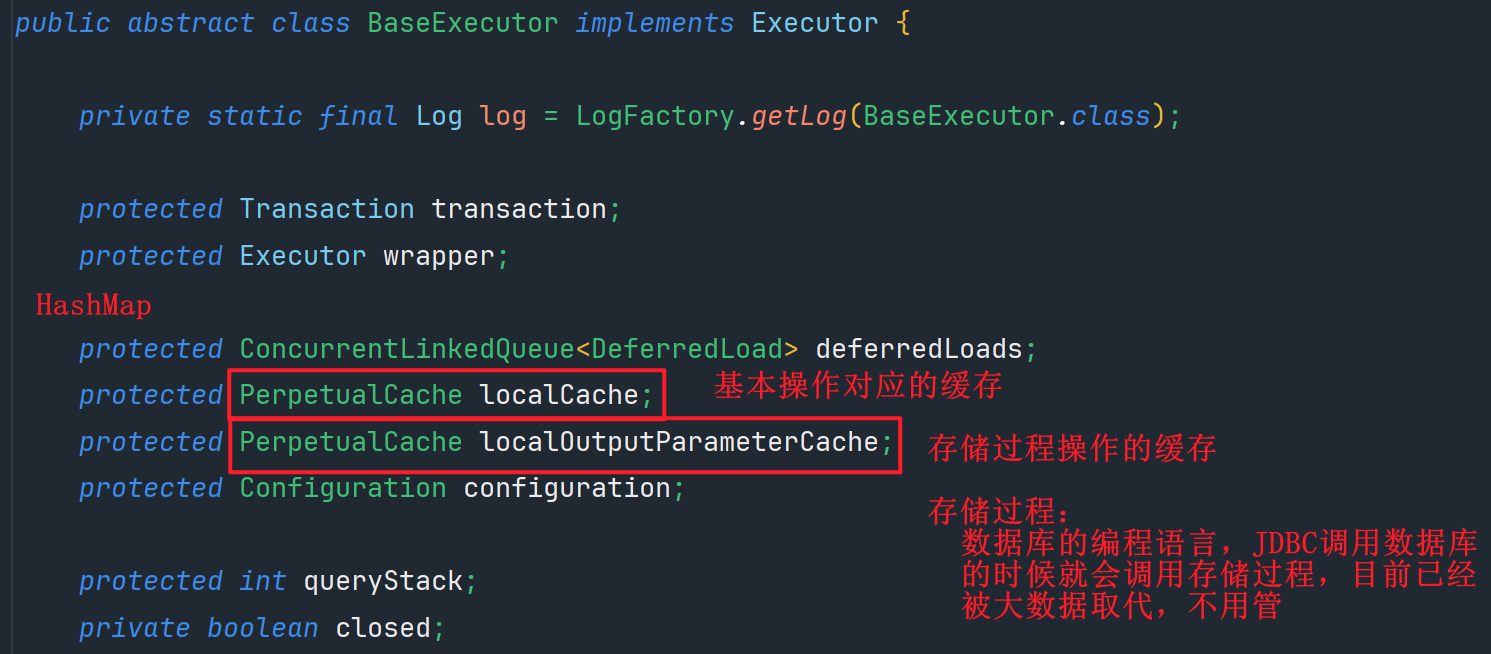 public abstract class BaseExecutor implements Executor {
private static final Log log = LogFactory.getLog(BaseExecutor.class);
protected Transaction transaction;
protected Executor wrapper;
HashMap
protected ConcurrentLinkedQueue<DeferredLoad> deferredLoads;
protected PerpetualCache localCache; 基本操作对应的缓存
protected PerpetualCache localOutputParameterCache; 存储过程操作的缓存
protected Configuration configuration;
存储过程：
数据库的编程语言，JDBC调用数据库
的时候就会调用存储过程，目前已经
被大数据取代，不用管
protected int queryStack;
private boolean closed;